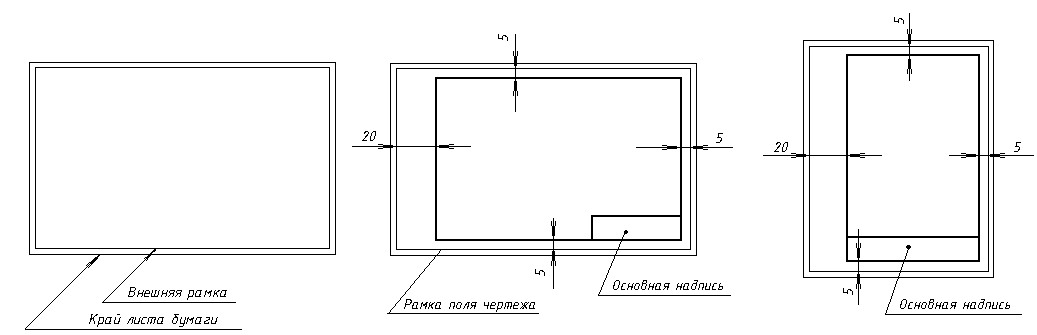 Внешняя рамка
Край листа бумаги
5
20
5
5
Рамка поля чертежа
Основная надпись
5
20
5
5
Основная надпись